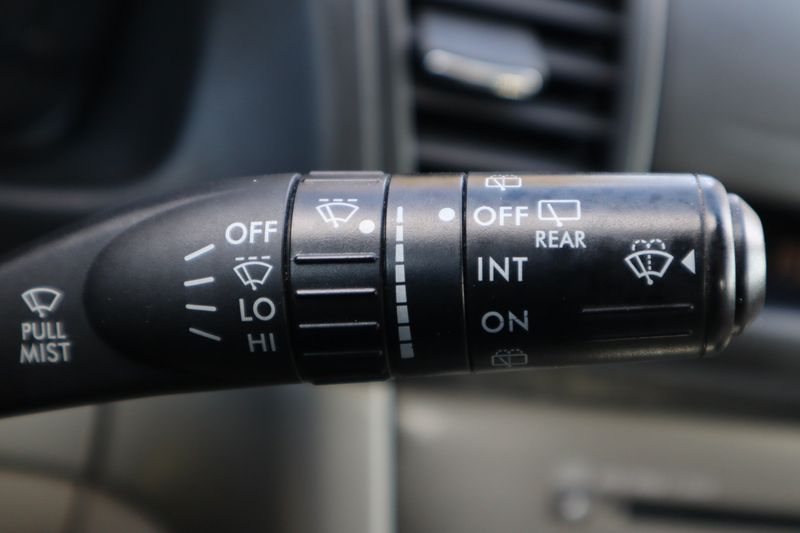 PULL
MIST
OFF
LO
HI
OFF
REAR
INT
ON